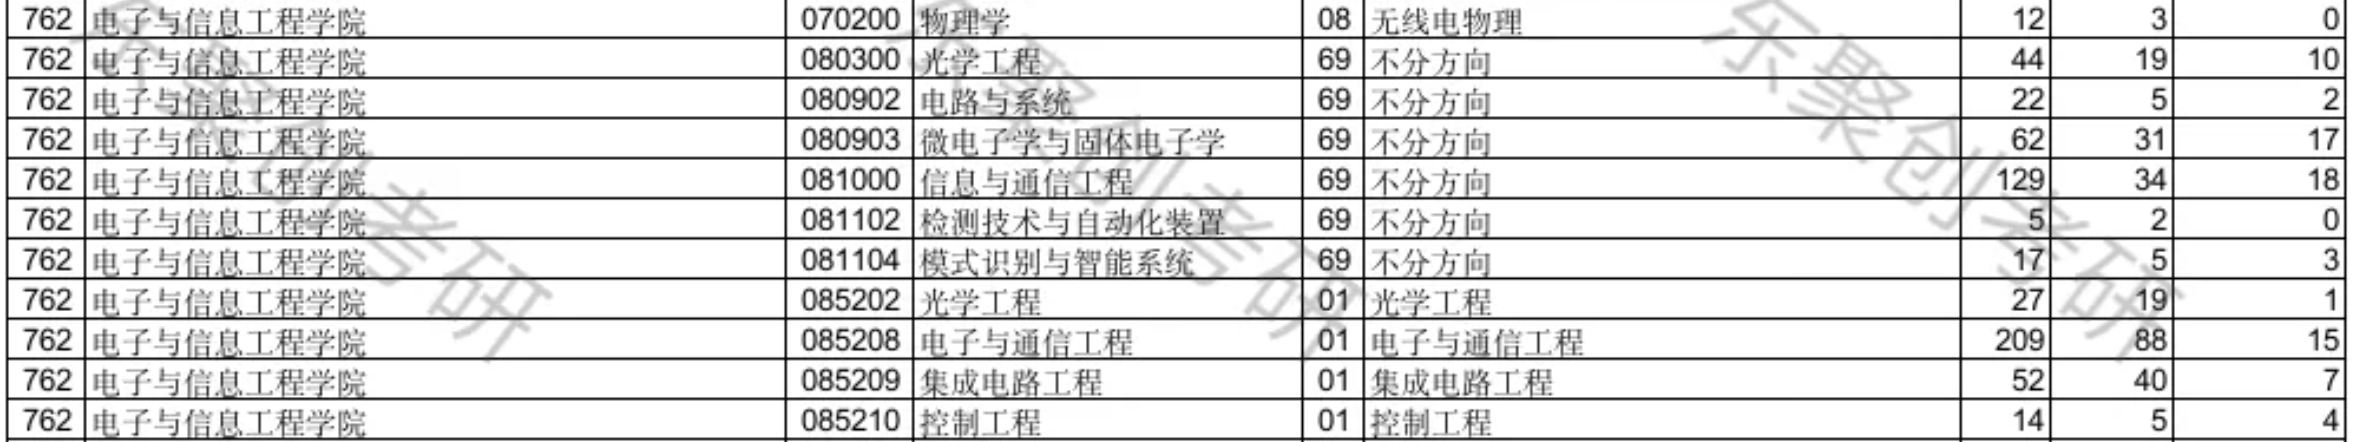 762 电子与信息工程学院 070200 物理学 08 无线电物理 12 3 0
762 电子与信息工程学院 080300 光学工程 69 不分方向 44 19 10
762 电子与信息工程学院 080902 电路与系统 69 不分方向 22 5 2
762 电子与信息工程学院 080903 微电子学与固体电子学 69 不分方向 62 31 17
762 电子与信息工程学院 081000 信息与通信工程 69 不分方向 129 34 18
762 电子与信息工程学院 081102 检测技术与自动化装置 69 不分方向 5 2 0
762 电子与信息工程学院 081104 模式识别与智能系统 69 不分方向 17 5 3
762 电子与信息工程学院 085202 光学工程 01 光学工程 27 19 1
762 电子与信息工程学院 085208 电子与通信工程 01 电子与通信工程 209 88 15
762 电子与信息工程学院 085209 集成电路工程 01 集成电路工程 52 40 7
762 电子与信息工程学院 085210 控制工程 01 控制工程 14 5 4
聚创考研
聚创考研
乐聚创考研